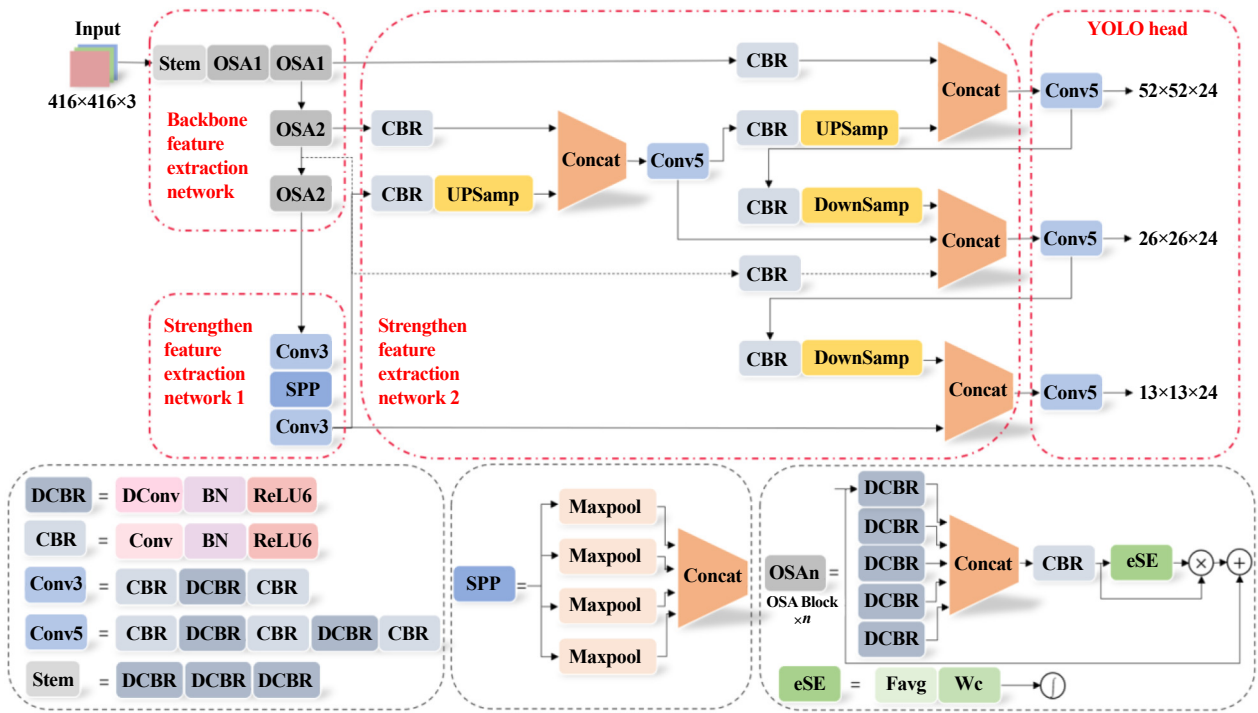 Input
416×416×3
Stem OSA1 OSA1
OSA2
OSA2
Backbone
feature
extraction
network
Strengthen
feature
extraction
network 1
Conv3
SPP
Conv3
CBR
CBR UPSamp
Concat
Conv5
CBR
CBR UPSamp
Concat
CBR DownSamp
Concat
CBR
CBR DownSamp
Concat
Strengthen
feature
extraction
network 2
YOLO head
Conv5 52×52×24
Conv5 26×26×24
Conv5 13×13×24
DCBR = DConv BN ReLU6
CBR = Conv BN ReLU6
Conv3 = CBR DCBR CBR
Conv5 = CBR DCBR CBR DCBR CBR
Stem = DCBR DCBR DCBR
SPP =
Maxpool
Maxpool
Maxpool
Maxpool
Concat
OSAn =
OSA Block
×n
DCBR
DCBR
DCBR
DCBR
DCBR
Concat
CBR eSE × +
eSE = Favg Wc ∫